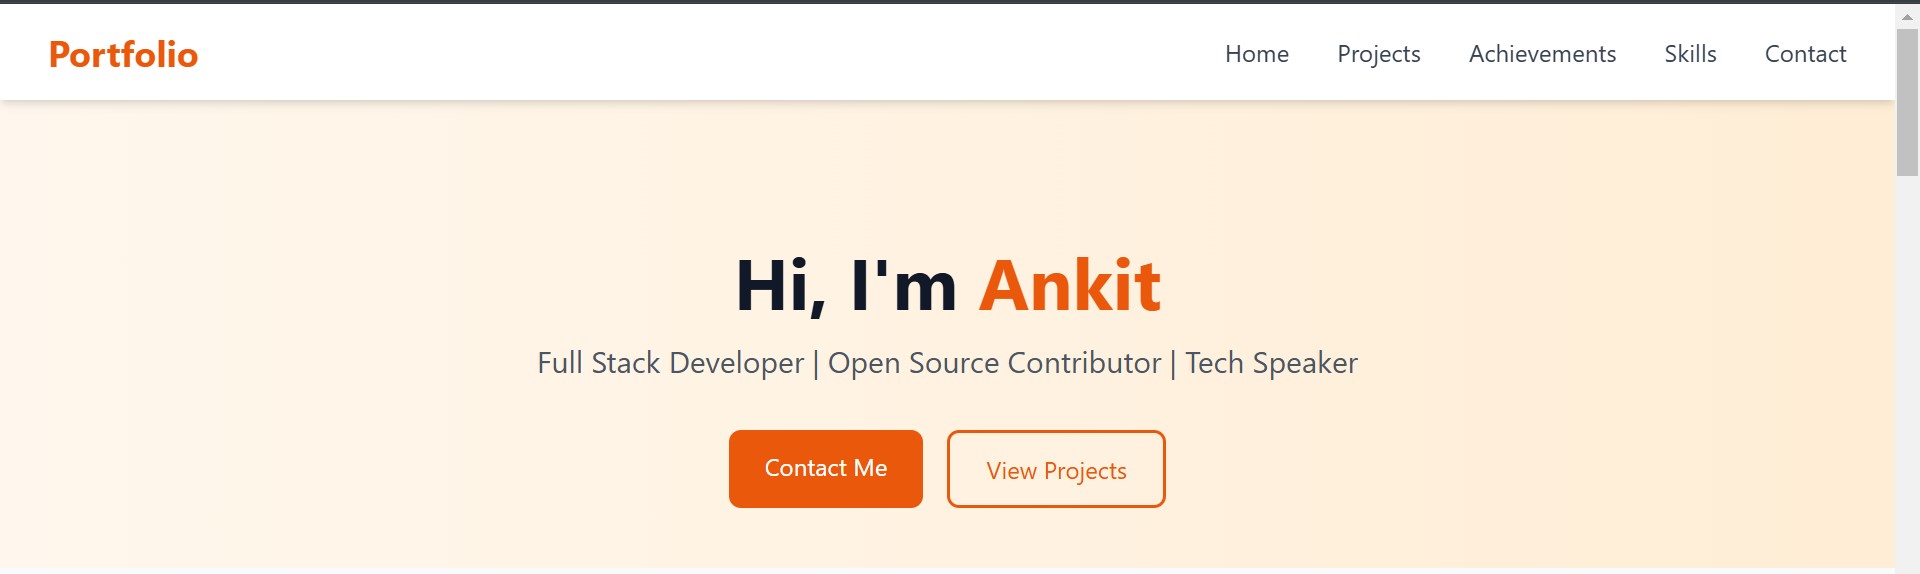 Portfolio
Home Projects Achievements Skills Contact
Hi, I'm Ankit
Full Stack Developer | Open Source Contributor | Tech Speaker
Contact Me
View Projects